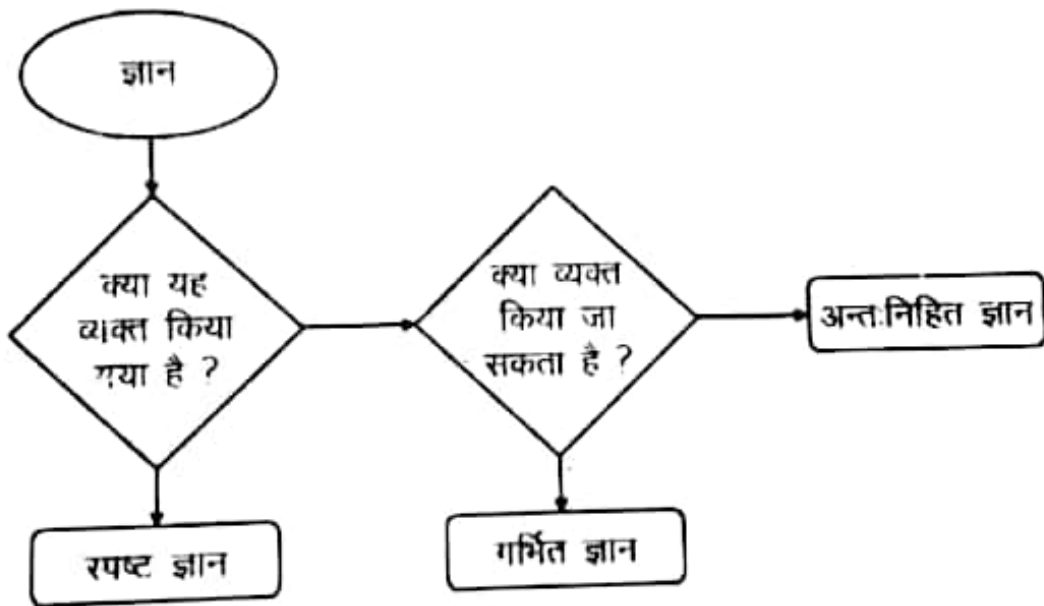 ज्ञान
क्या यह
व्यक्त किया
गया है ?
क्या व्यक्त
किया जा
सकता है ?
अन्तःनिहित ज्ञान
स्पष्ट ज्ञान
गर्भित ज्ञान